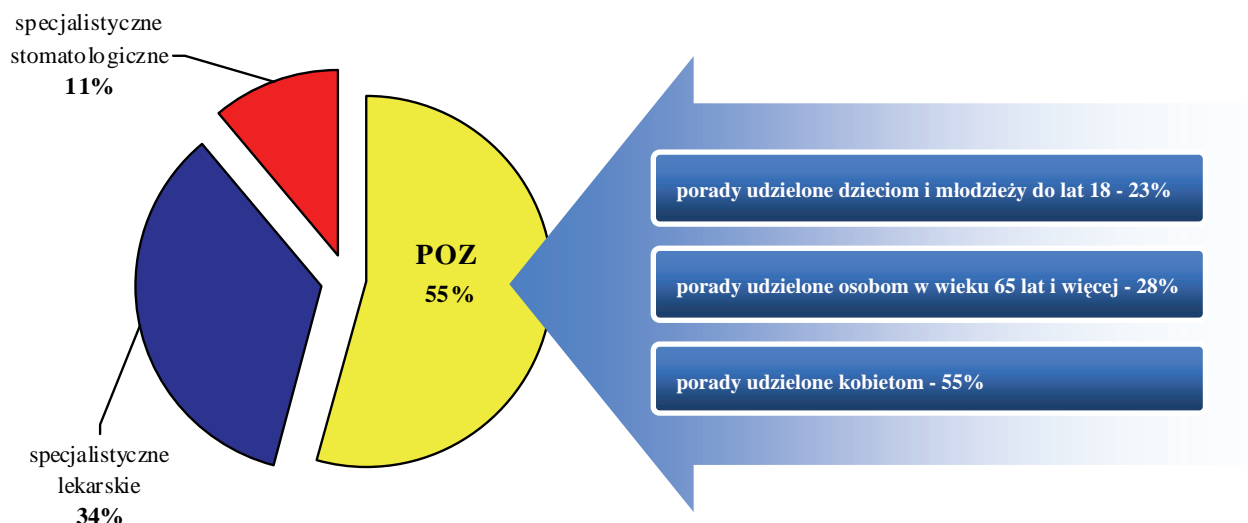 specjalistyczne
stomatologiczne
11%
POZ
55%
porady udzielone dzieciom i młodzieży do lat 18 - 23%
porady udzielone osobom w wieku 65 lat i więcej - 28%
porady udzielone kobietom - 55%
specjalistyczne
lekarskie
34%